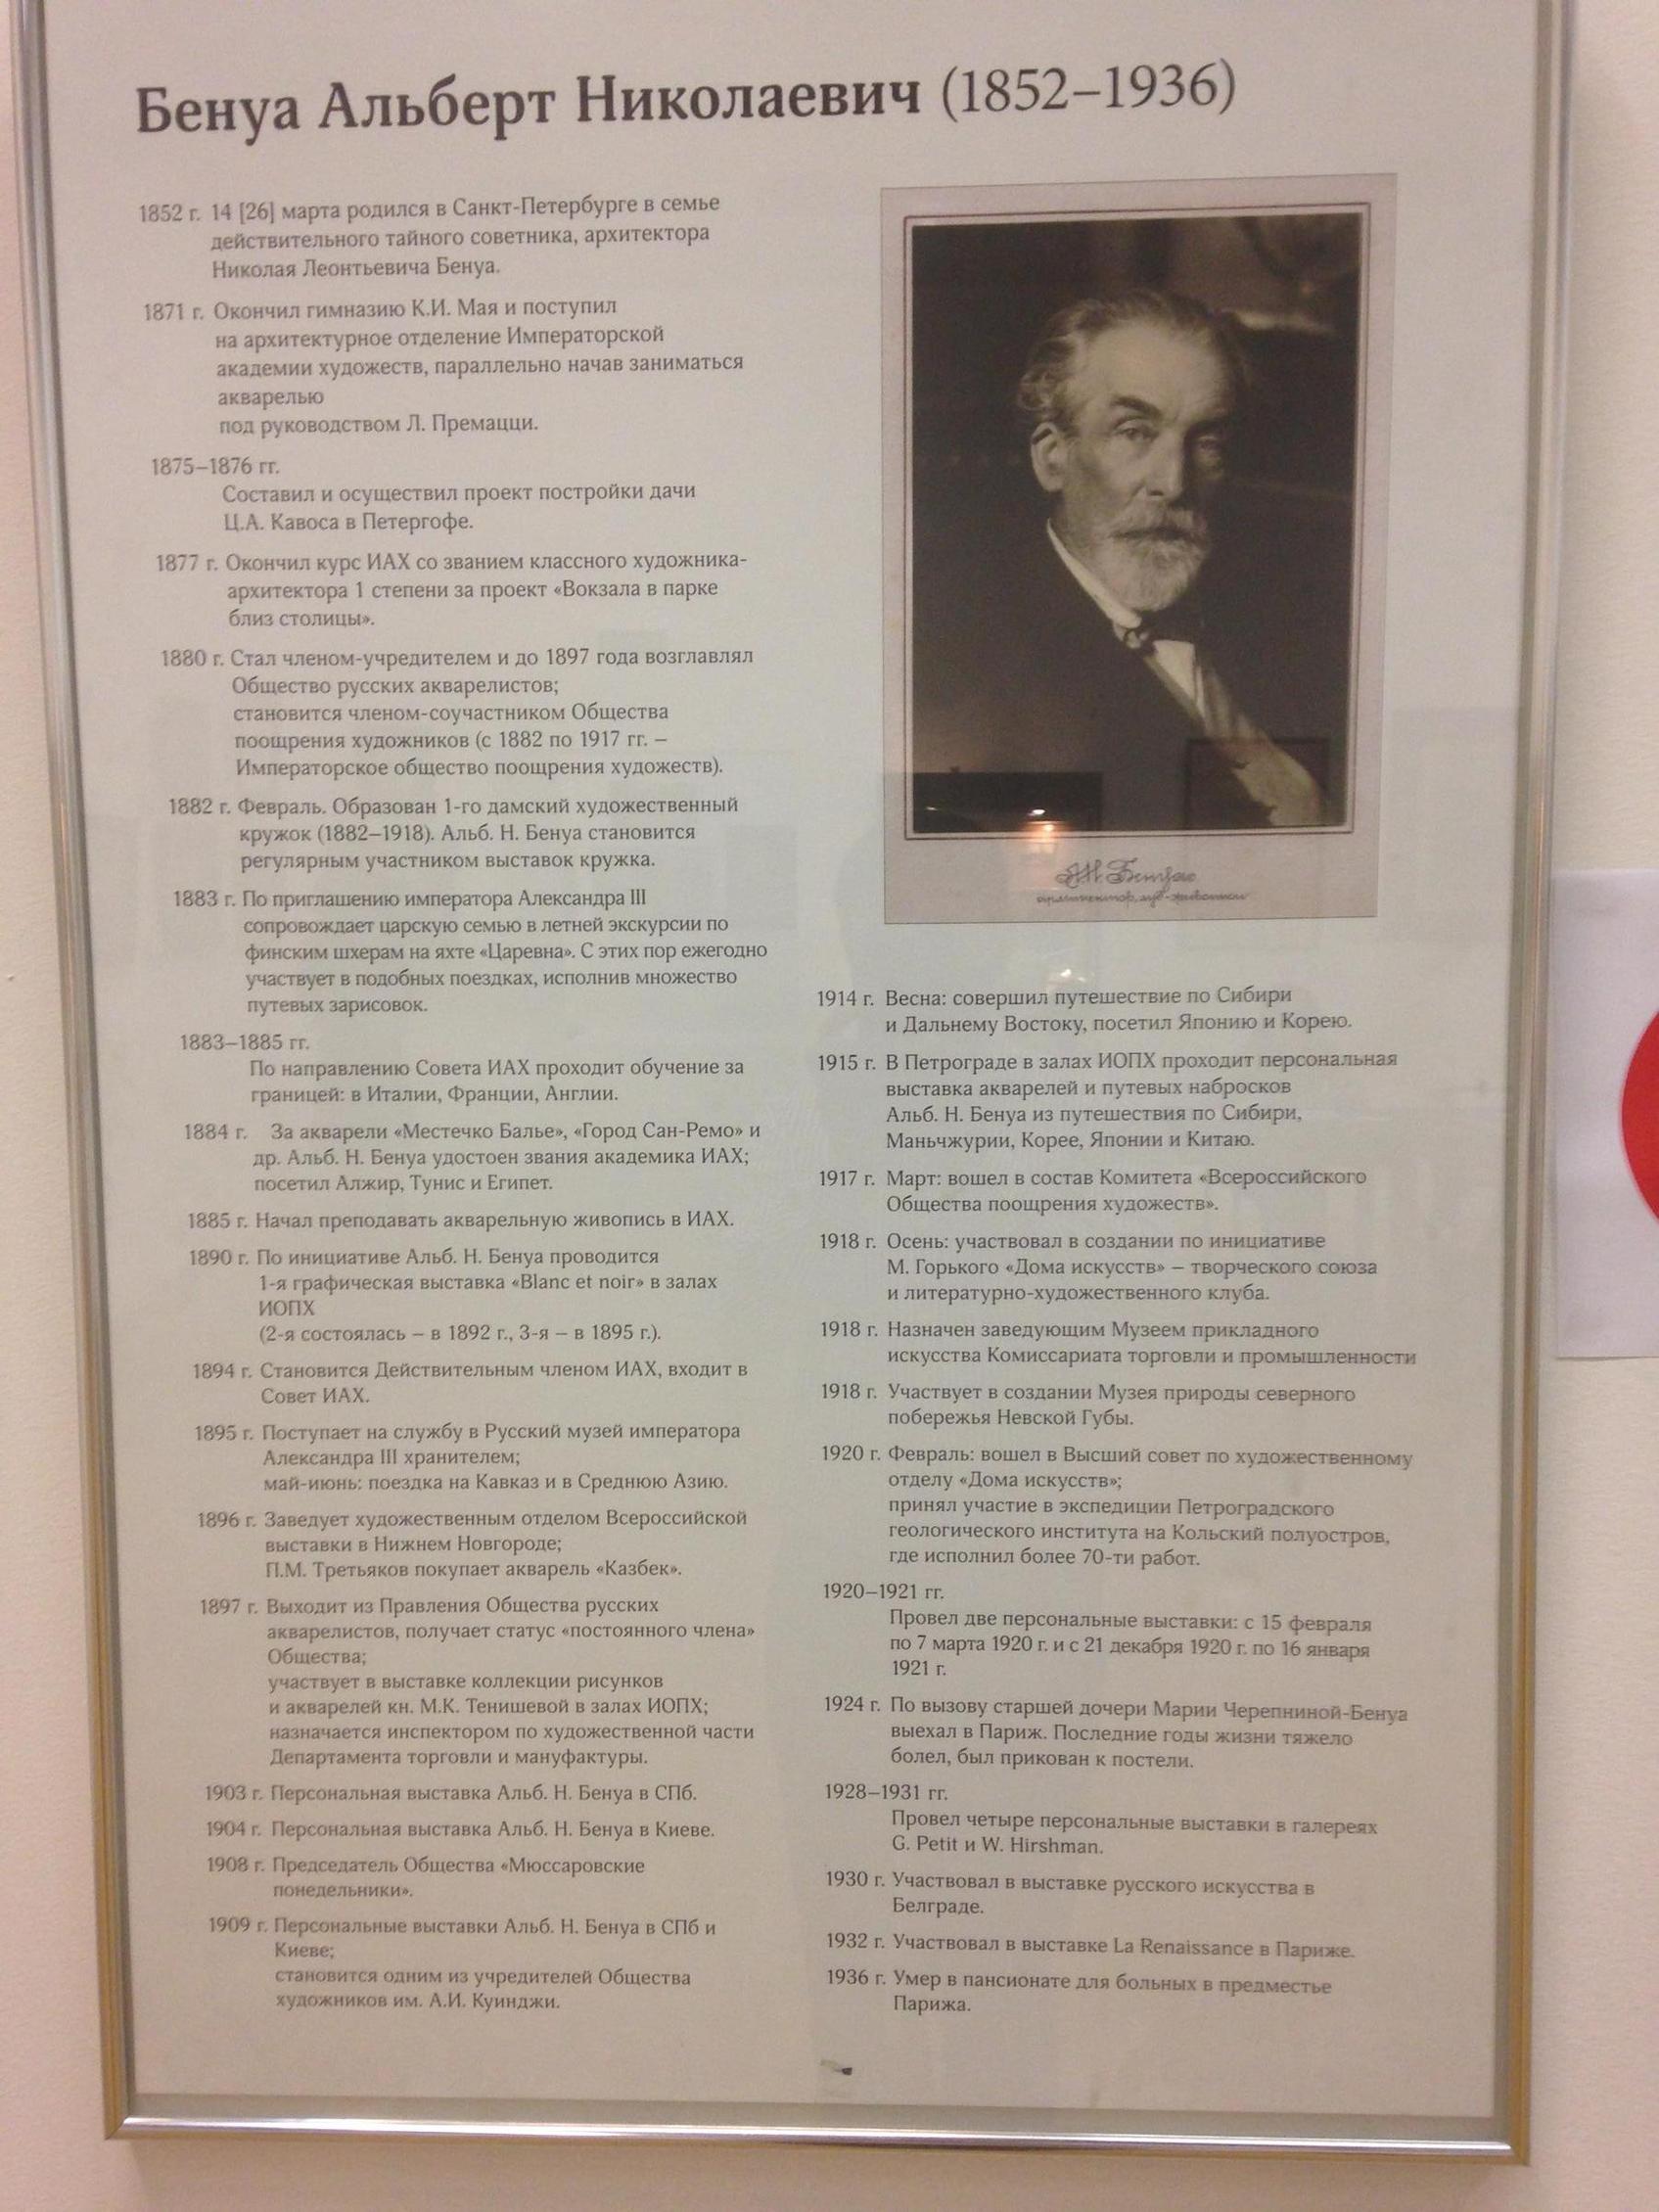 Бенуа Альберт Николаевич (1852–1936)
1852 г. 14 [26] марта родился в Санкт-Петербурге в семье
действительного тайного советника, архитектора
Николая Леонтьевича Бенуа.
1871 г. Окончил гимназию К.И. Мая и поступил
на архитектурное отделение Императорской
академии художеств, параллельно начав заниматься
акварелью
под руководством Л. Премацци.
1875–1876 гг.
Составил и осуществил проект постройки дачи
Ц.А. Кавоса в Петергофе.
1877 г. Окончил курс ИАХ со званием классного художника-
архитектора 1 степени за проект «Вокзала в парке
близ столицы».
1880 г. Стал членом-учредителем и до 1897 года возглавлял
Общество русских акварелистов;
становится членом-соучастником Общества
поощрения художников (с 1882 по 1917 гг. –
Императорское общество поощрения художеств).
1882 г. Февраль. Образован 1-го дамский художественный
кружок (1882–1918). Альб. Н. Бенуа становится
регулярным участником выставок кружка.
1883 г. По приглашению императора Александра III
сопровождает царскую семью в летней экскурсии по
финским шхерам на яхте «Царевна». С этих пор ежегодно
участвует в подобных поездках, исполнив множество
путевых зарисовок.
1883–1885 гг.
По направлению Совета ИАХ проходит обучение за
границей: в Италии, Франции, Англии.
1884 г. За акварели «Местечко Балье», «Город Сан-Ремо» и
др. Альб. Н. Бенуа удостоен звания академика ИАХ;
посетил Алжир, Тунис и Египет.
1885 г. Начал преподавать акварельную живопись в ИАХ.
1890 г. По инициативе Альб. Н. Бенуа проводится
1-я графическая выставка «Blanc et noir» в залах
ИОПХ
(2-я состоялась – в 1892 г., 3-я – в 1895 г.).
1894 г. Становится Действительным членом ИАХ, входит в
Совет ИАХ.
1895 г. Поступает на службу в Русский музей императора
Александра III хранителем;
май-июнь: поездка на Кавказ и в Среднюю Азию.
1896 г. Заведует художественным отделом Всероссийской
выставки в Нижнем Новгороде;
П.М. Третьяков покупает акварель «Казбек».
1897 г. Выходит из Правления Общества русских
акварелистов, получает статус «постоянного члена»
Общества;
участвует в выставке коллекции рисунков
и акварелей кн. М.К. Тенишевой в залах ИОПХ;
назначается инспектором по художественной части
Департамента торговли и мануфактуры.
1903 г. Персональная выставка Альб. Н. Бенуа в СПб.
1904 г. Персональная выставка Альб. Н. Бенуа в Киеве.
1908 г. Председатель Общества «Мюссаровские
понедельники».
1909 г. Персональные выставки Альб. Н. Бенуа в СПб и
Киеве;
становится одним из учредителей Общества
художников им. А.И. Куинджи.
1914 г. Весна: совершил путешествие по Сибири
и Дальнему Востоку, посетил Японию и Корею.
1915 г. В Петрограде в залах ИОПХ проходит персональная
выставка акварелей и путевых набросков
Альб. Н. Бенуа из путешествия по Сибири,
Маньчжурии, Корее, Японии и Китаю.
1917 г. Март: вошел в состав Комитета «Всероссийского
Общества поощрения художеств».
1918 г. Осень: участвовал в создании по инициативе
М. Горького «Дома искусств» – творческого союза
и литературно-художественного клуба.
1918 г. Назначен заведующим Музеем прикладного
искусства Комиссариата торговли и промышленности
1918 г. Участвует в создании Музея природы северного
побережья Невской Губы.
1920 г. Февраль: вошел в Высший совет по художественному
отделу «Дома искусств»;
принял участие в экспедиции Петроградского
геологического института на Кольский полуостров,
где исполнил более 70-ти работ.
1920–1921 гг.
Провел две персональные выставки: с 15 февраля
по 7 марта 1920 г. и с 21 декабря 1920 г. по 16 января
1921 г.
1924 г. По вызову старшей дочери Марии Черепниной-Бенуа
выехал в Париж. Последние годы жизни тяжело
болел, был прикован к постели.
1928–1931 гг.
Провел четыре персональные выставки в галереях
G. Petit и W. Hirshman.
1930 г. Участвовал в выставке русского искусства в
Белграде.
1932 г. Участвовал в выставке La Renaissance в Париже.
1936 г. Умер в пансионате для больных в предместье
Парижа.